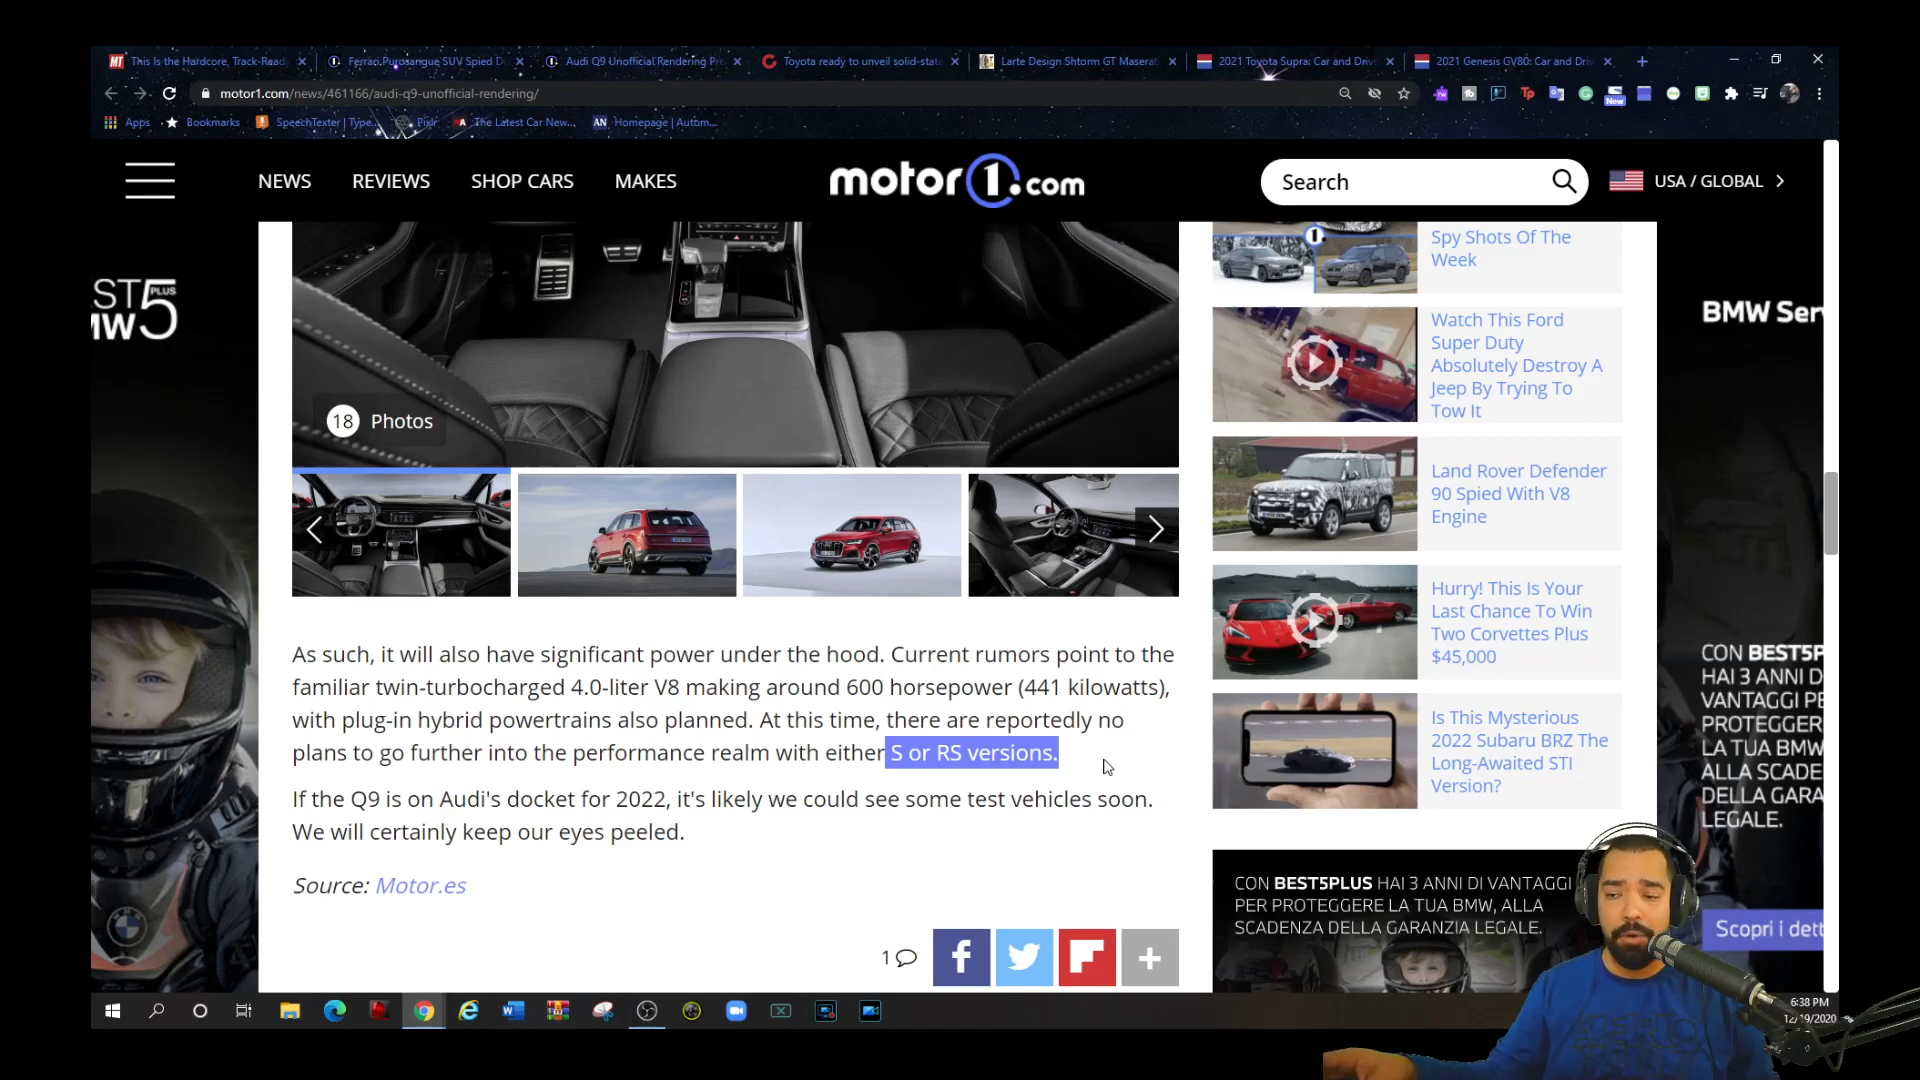 This Is the Hardcore, Track-Ready
Ferrari Purosangue SUV Spied D
Audi Q9 Unofficial Rendering Pre
Toyota ready to unveil solid-state
Larte Design Shtorm GT Maserat
2021 Toyota Supra: Car and Drive
2021 Genesis GV80: Car and Driv
motor1.com/news/461166/audi-q9-unofficial-rendering/
New
Apps
Bookmarks
SpeechTexter | Type...
Pixlr
The Latest Car New...
AN Homepage | Autom...
NEWS
REVIEWS
SHOP CARS
MAKES
motor1.com
Search
USA / GLOBAL
18 Photos
As such, it will also have significant power under the hood. Current rumors point to the
familiar twin-turbocharged 4.0-liter V8 making around 600 horsepower (441 kilowatts),
with plug-in hybrid powertrains also planned. At this time, there are reportedly no
plans to go further into the performance realm with either S or RS versions.
If the Q9 is on Audi's docket for 2022, it's likely we could see some test vehicles soon.
We will certainly keep our eyes peeled.
Source: Motor.es
1
Spy Shots Of The
Week
Watch This Ford
Super Duty
Absolutely Destroy A
Jeep By Trying To
Tow It
Land Rover Defender
90 Spied With V8
Engine
Hurry! This Is Your
Last Chance To Win
Two Corvettes Plus
$45,000
Is This Mysterious
2022 Subaru BRZ The
Long-Awaited STI
Version?
CON BEST5PLUS HAI 3 ANNI DI VANTAGGI
PER PROTEGGERE LA TUA BMW, ALLA
SCADENZA DELLA GARANZIA LEGALE.
ST5 PLUS
MW
BMW Ser
CON BEST5P
HAI 3 ANNI D
VANTAGGI PE
PROTEGGER
LA TUA BMW
ALLA SCADE
DELLA GARA
LEGALE.
Scopri i dett
6:38 PM
12/19/2020